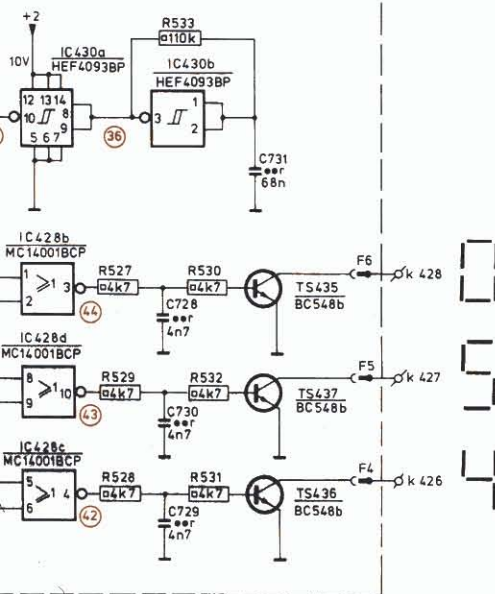 +2
10V
IC430a
HEF4093BP
R533
110k
IC430b
HEF4093BP
12 13 14
10
8
9
5 6 7
36
3
1
2
C731
68n
IC428b
MC14001BCP
1
2
≥1
3
44
R527
4k7
R530
4k7
C728
4n7
TS435
BC548b
F6
k 428
IC428d
MC14001BCP
8
9
≥1
10
43
R529
4k7
R532
4k7
C730
4n7
TS437
BC548b
F5
k 427
IC428c
MC14001BCP
5
6
≥1
4
42
R528
4k7
R531
4k7
C729
4n7
TS436
BC548b
F4
k 426